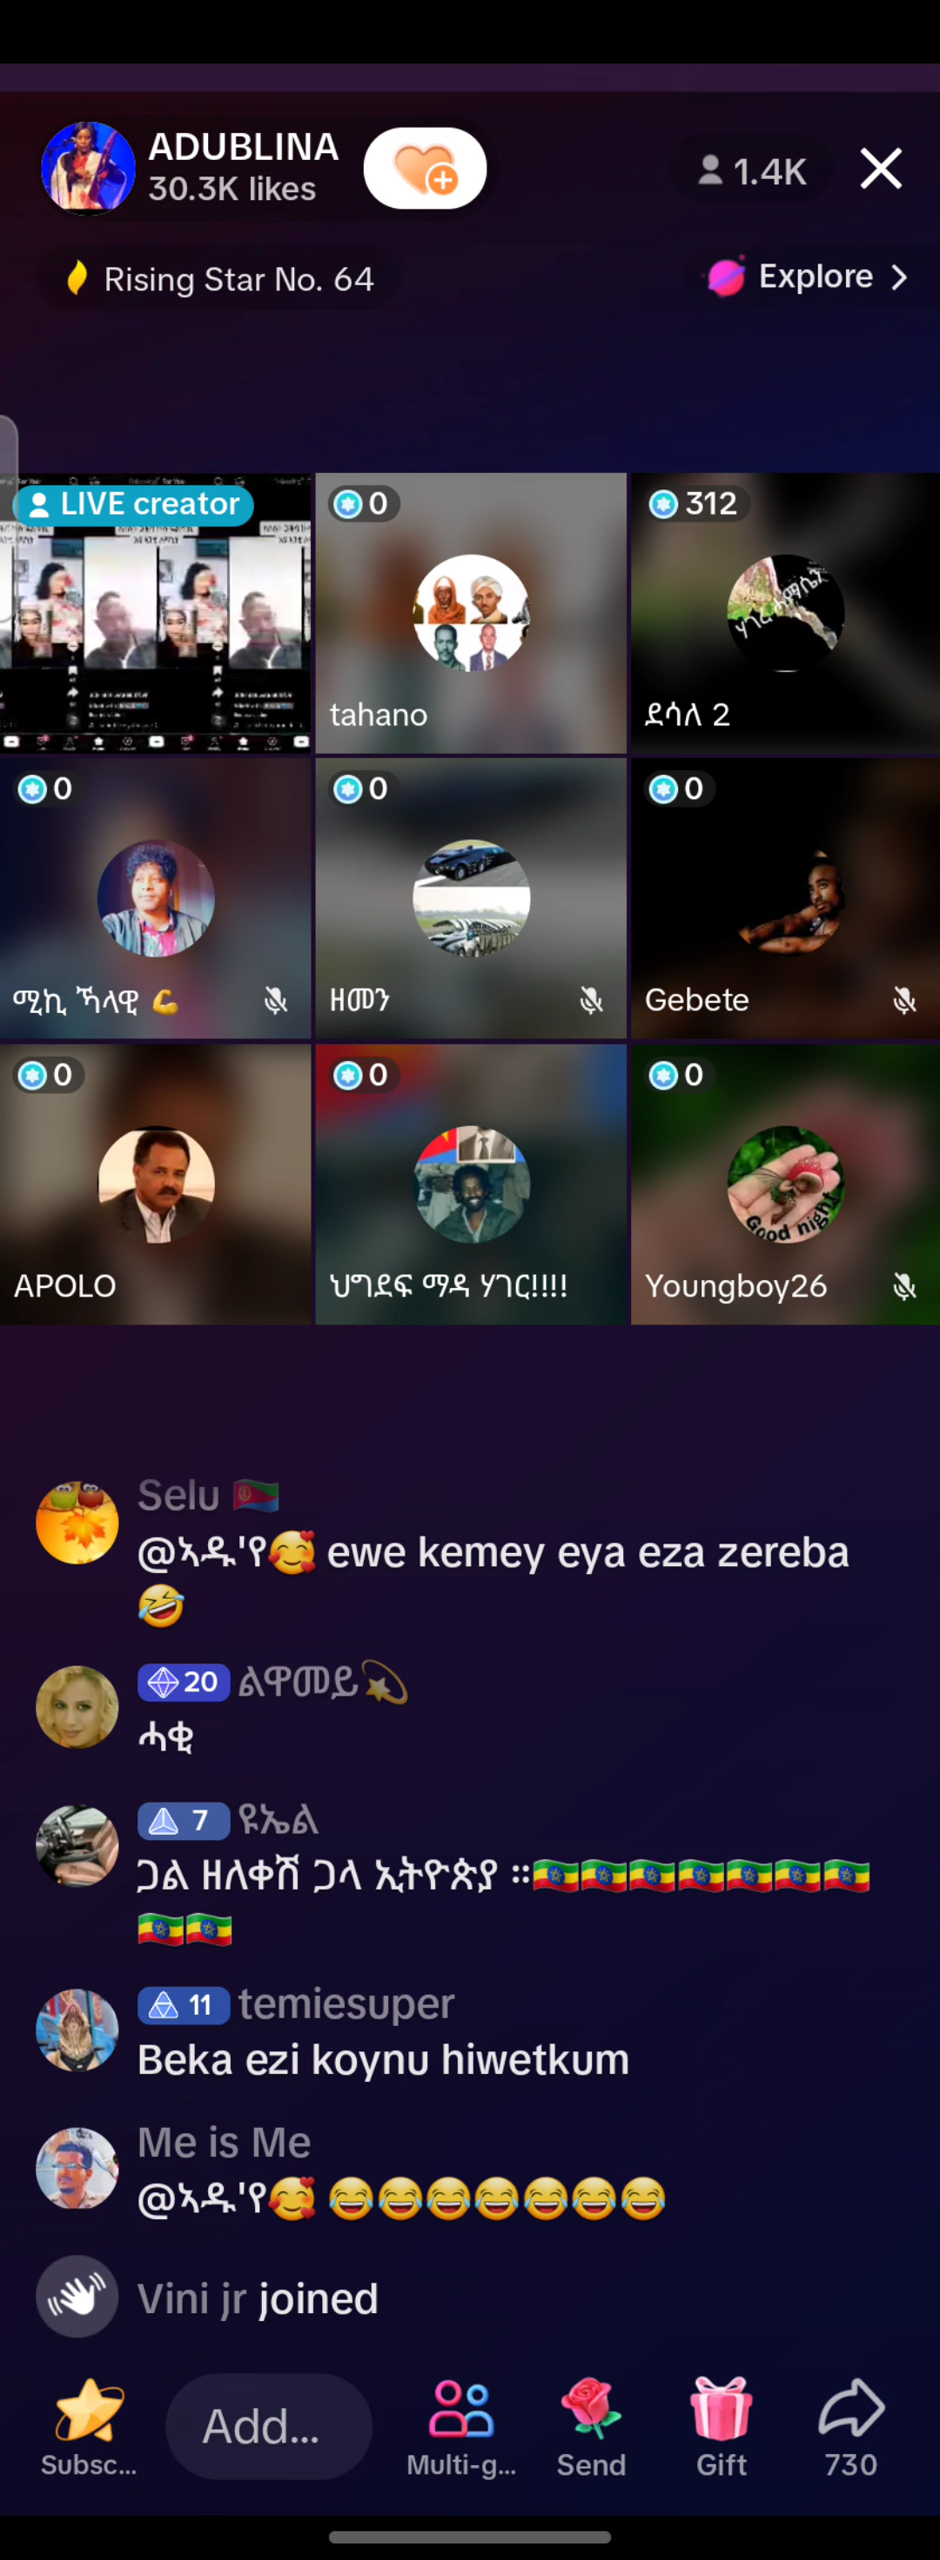 ADUBLINA
30.3K likes
1.4K
Rising Star No. 64
Explore
LIVE creator
0
312
tahano
ደሳለ 2
0
0
0
ሚኪ ኻላዊ 💪
ዘመን
Gebete
0
0
0
Good night
APOLO
ህግደፍ ማዳ ሃገር!!!!
Youngboy26
Selu 🇪🇷
@ኣዱ'የ🥰 ewe kemey eya eza zereba
🤣
20 ልዋመይ💫
ሓቂ
7 ዩኤል
ጋል ዘለቀሽ ጋላ ኢትዮጵያ ።🇪🇹🇪🇹🇪🇹🇪🇹🇪🇹🇪🇹🇪🇹
🇪🇹🇪🇹
11 temiesuper
Beka ezi koynu hiwetkum
Me is Me
@ኣዱ'የ🥰 😂😂😂😂😂😂😂
Vini jr joined
Add...
Subsc...
Multi-g...
Send
Gift
730